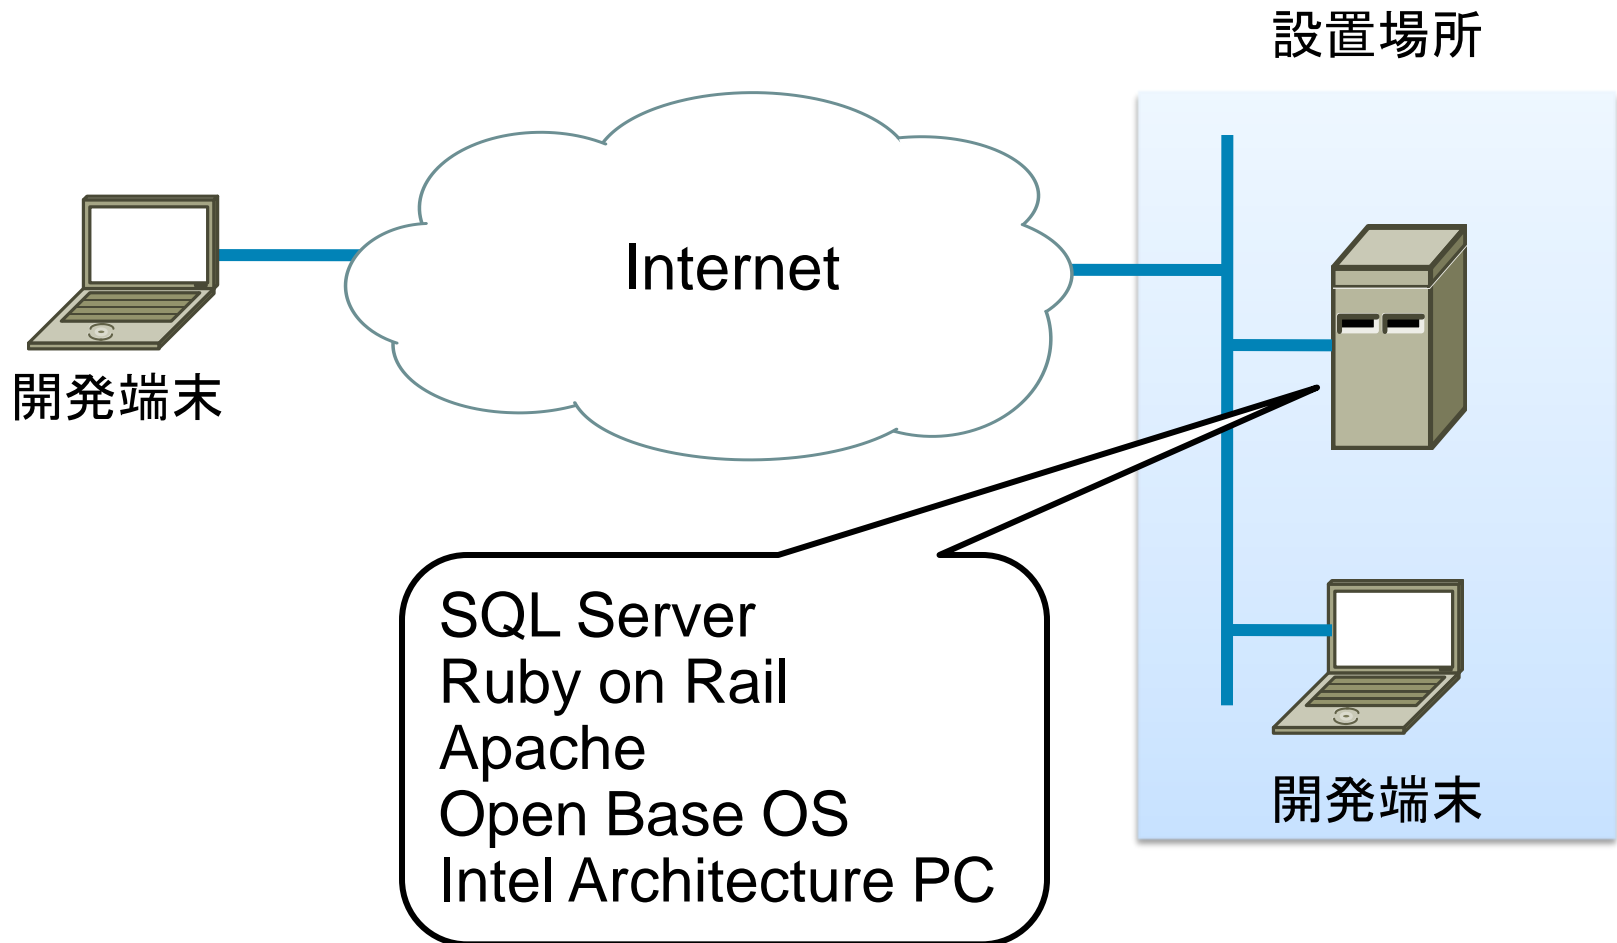 設置場所
Internet
開発端末
SQL Server
Ruby on Rail
Apache
Open Base OS
Intel Architecture PC
開発端末